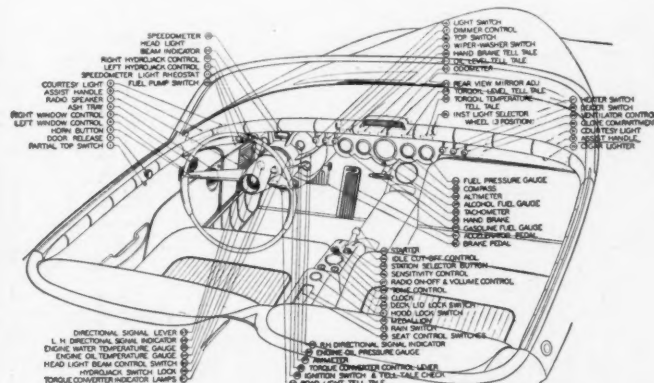 SPEEDOMETER
HEAD LIGHT
BEAM INDICATOR
RIGHT HYDROJACK CONTROL
LEFT HYDROJACK CONTROL
SPEEDOMETER LIGHT RHEOSTAT
FUEL PUMP SWITCH
COURTESY LIGHT
ASSIST HANDLE
RADIO SPEAKER
ASH TRAY
RIGHT WINDOW CONTROL
LEFT WINDOW CONTROL
HORN BUTTON
DOOR RELEASE
PARTIAL TOP SWITCH
LIGHT SWITCH
DIMMER CONTROL
TOP SWITCH
WIPER-WASHER SWITCH
HAND BRAKE TELL TALE
OIL LEVEL TELL TALE
ODOMETER
REAR VIEW MIRROR ADJ
TORQOIL LEVEL TELL TALE
TORQOIL TEMPERATURE
TELL TALE
INST LIGHT SELECTOR
WHEEL (3 POSITION)
HEATER SWITCH
DEICER SWITCH
VENTILATOR CONTROL
GLOVE COMPARTMENT
COURTESY LIGHT
ASSIST HANDLE
CIGAR LIGHTER
FUEL PRESSURE GAUGE
COMPASS
ALTIMETER
ALCOHOL FUEL GAUGE
TACHOMETER
HAND BRAKE
GASOLINE FUEL GAUGE
ACCELERATOR PEDAL
BRAKE PEDAL
STARTER
IDLE CUT-OFF CONTROL
STATION SELECTOR BUTTON
SENSITIVITY CONTROL
RADIO ON-OFF & VOLUME CONTROL
TONE CONTROL
CLOCK
DECK LID LOCK SWITCH
HOOD LOCK SWITCH
MEDALLION
RAIN SWITCH
SEAT CONTROL SWITCHES
DIRECTIONAL SIGNAL LEVER
L. H. DIRECTIONAL SIGNAL INDICATOR
ENGINE WATER TEMPERATURE GAUGE
ENGINE OIL TEMPERATURE GAUGE
HEAD LIGHT BEAM CONTROL SWITCH
HYDROJACK SWITCH LOCK
TORQUE CONVERTER INDICATOR LAMPS
R.H. DIRECTIONAL SIGNAL INDICATOR
ENGINE OIL PRESSURE GAUGE
AMMETER
TORQUE CONVERTER CONTROL LEVER
IGNITION SWITCH & TELL-TALE CHECK
ROAD LIGHT TELL TALE